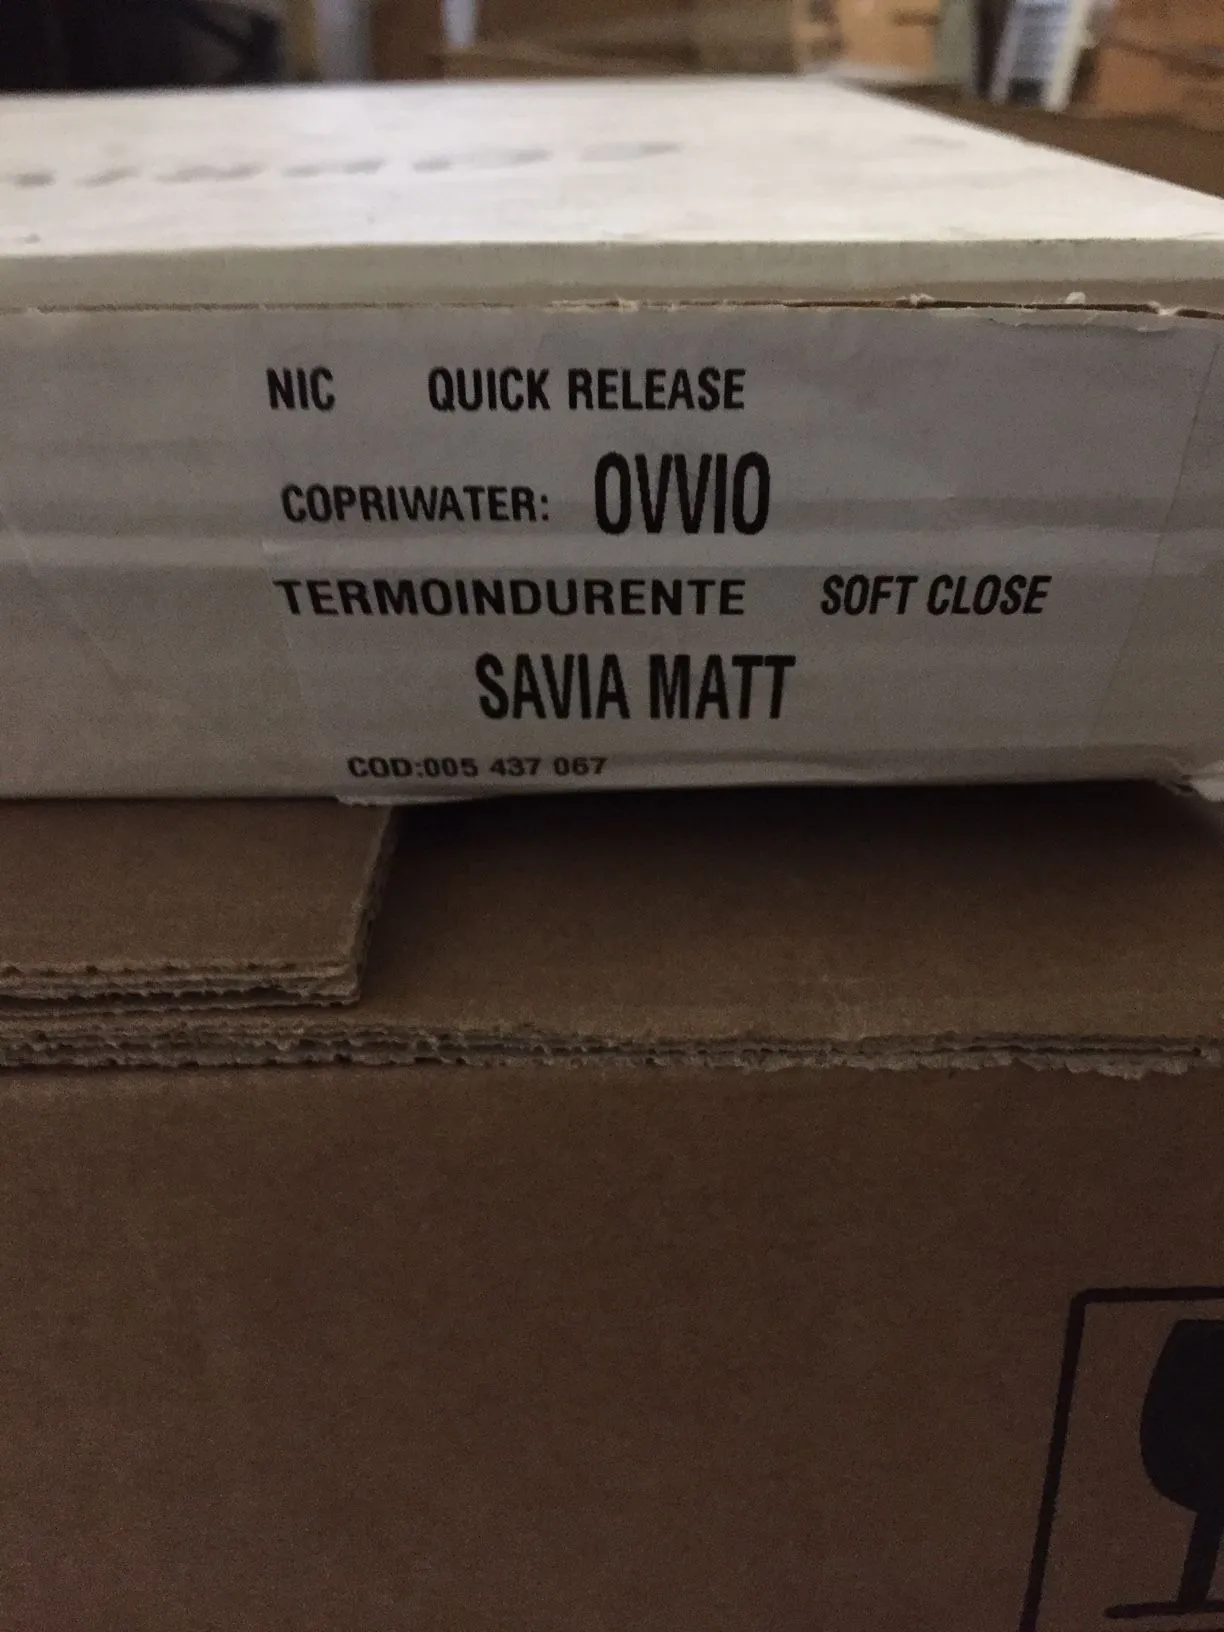 NIC QUICK RELEASE
COPRIWATER: OVVIO
TERMOINDURENTE SOFT CLOSE
SAVIA MATT
COD:005 437 067